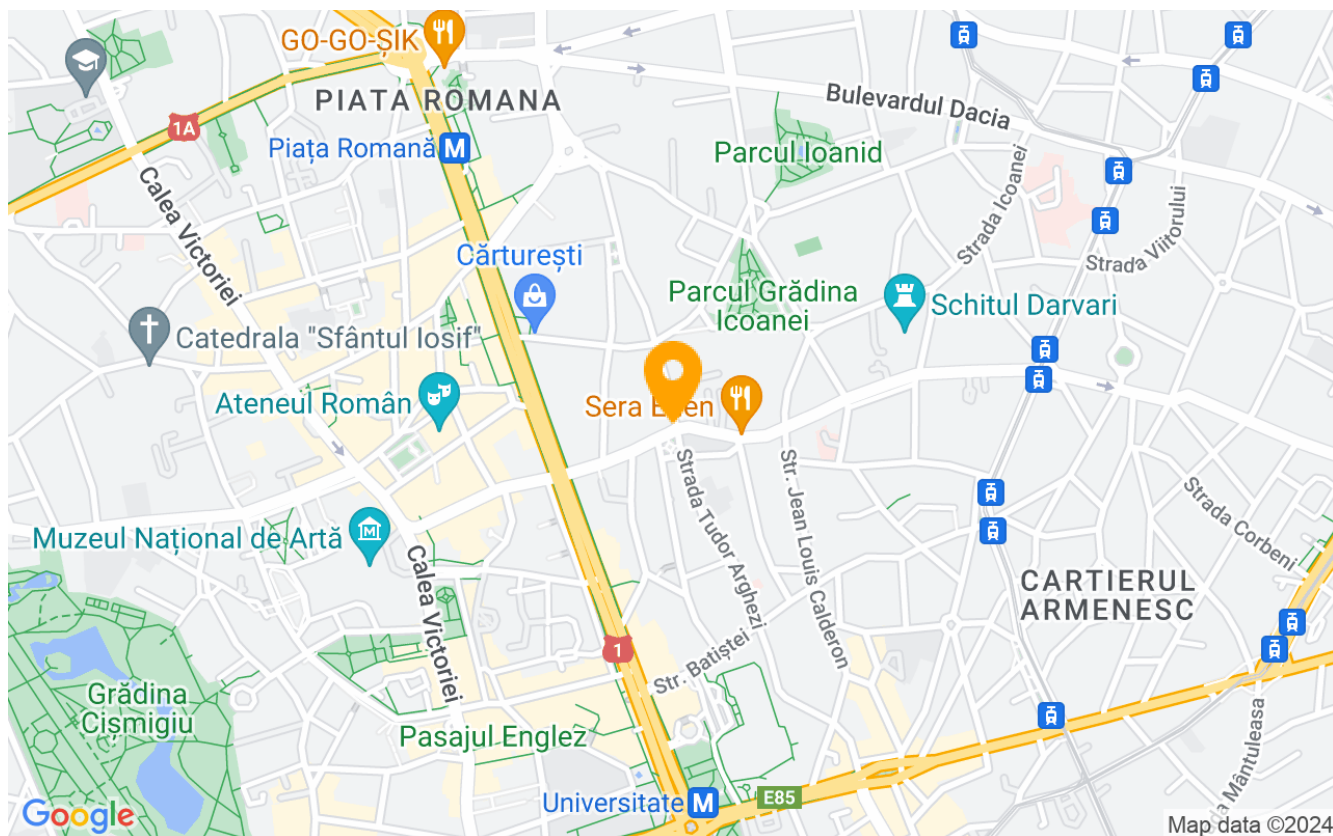 GO-GO-ȘIK
PIATA ROMANA
1A
Piața Romană M
Bulevardul Dacia
Parcul Ioanid
Strada Icoanei
Strada Viitorului
Calea Victoriei
Cărturești
Parcul Grădina
Icoanei
Schitul Darvari
Catedrala "Sfântul Iosif"
Ateneul Român
Sera
Strada Tudor Arghezi
Str. Jean Louis Calderon
Strada Corbeni
Muzeul Național de Artă
M
Calea Victoriei
CARTIERUL
ARMENESC
1
Str. Batiștei
Grădina
Cișmigiu
Pasajul Englez
Universitate M
E85
Mântuleasa
Google
Map data ©2024